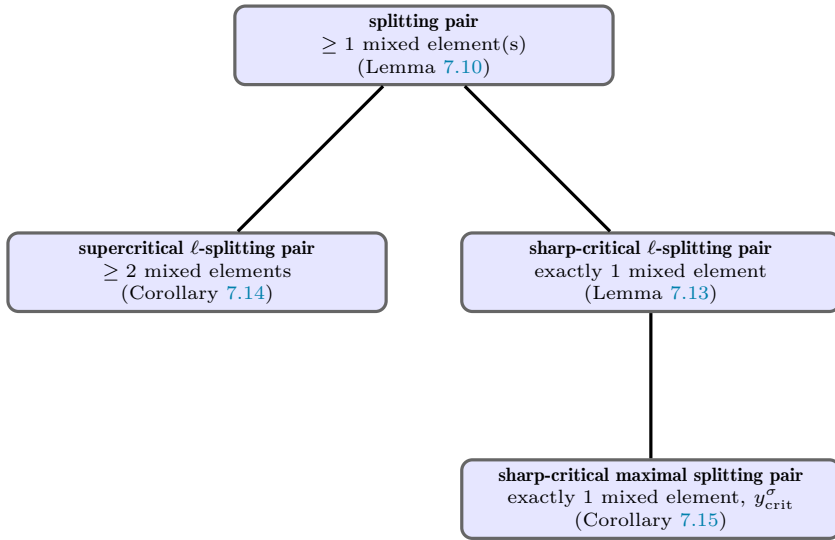 splitting pair
≥ 1 mixed element(s)
(Lemma 7.10)
supercritical ℓ-splitting pair
≥ 2 mixed elements
(Corollary 7.14)
sharp-critical ℓ-splitting pair
exactly 1 mixed element
(Lemma 7.13)
sharp-critical maximal splitting pair
exactly 1 mixed element, y^σ_crit
(Corollary 7.15)